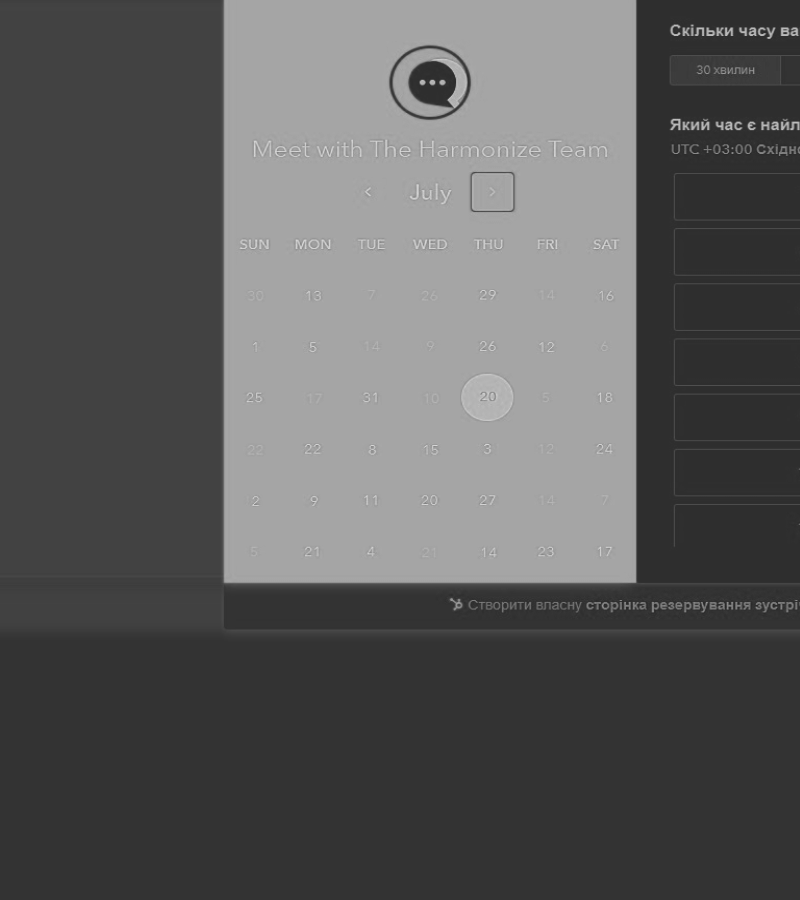 Скільки часу ва
30 хвилин
Який час є найл
UTC +03:00 Східно
Meet with The Harmonize Team
July
SUN MON TUE WED THU FRI SAT
30 13 7 26 29 14 16
1 5 14 9 26 12 6
25 17 31 10 20 5 18
22 22 8 15 3 12 24
2 9 11 20 27 14 7
5 21 4 21 14 23 17
Створити власну сторінка резервування зустріч